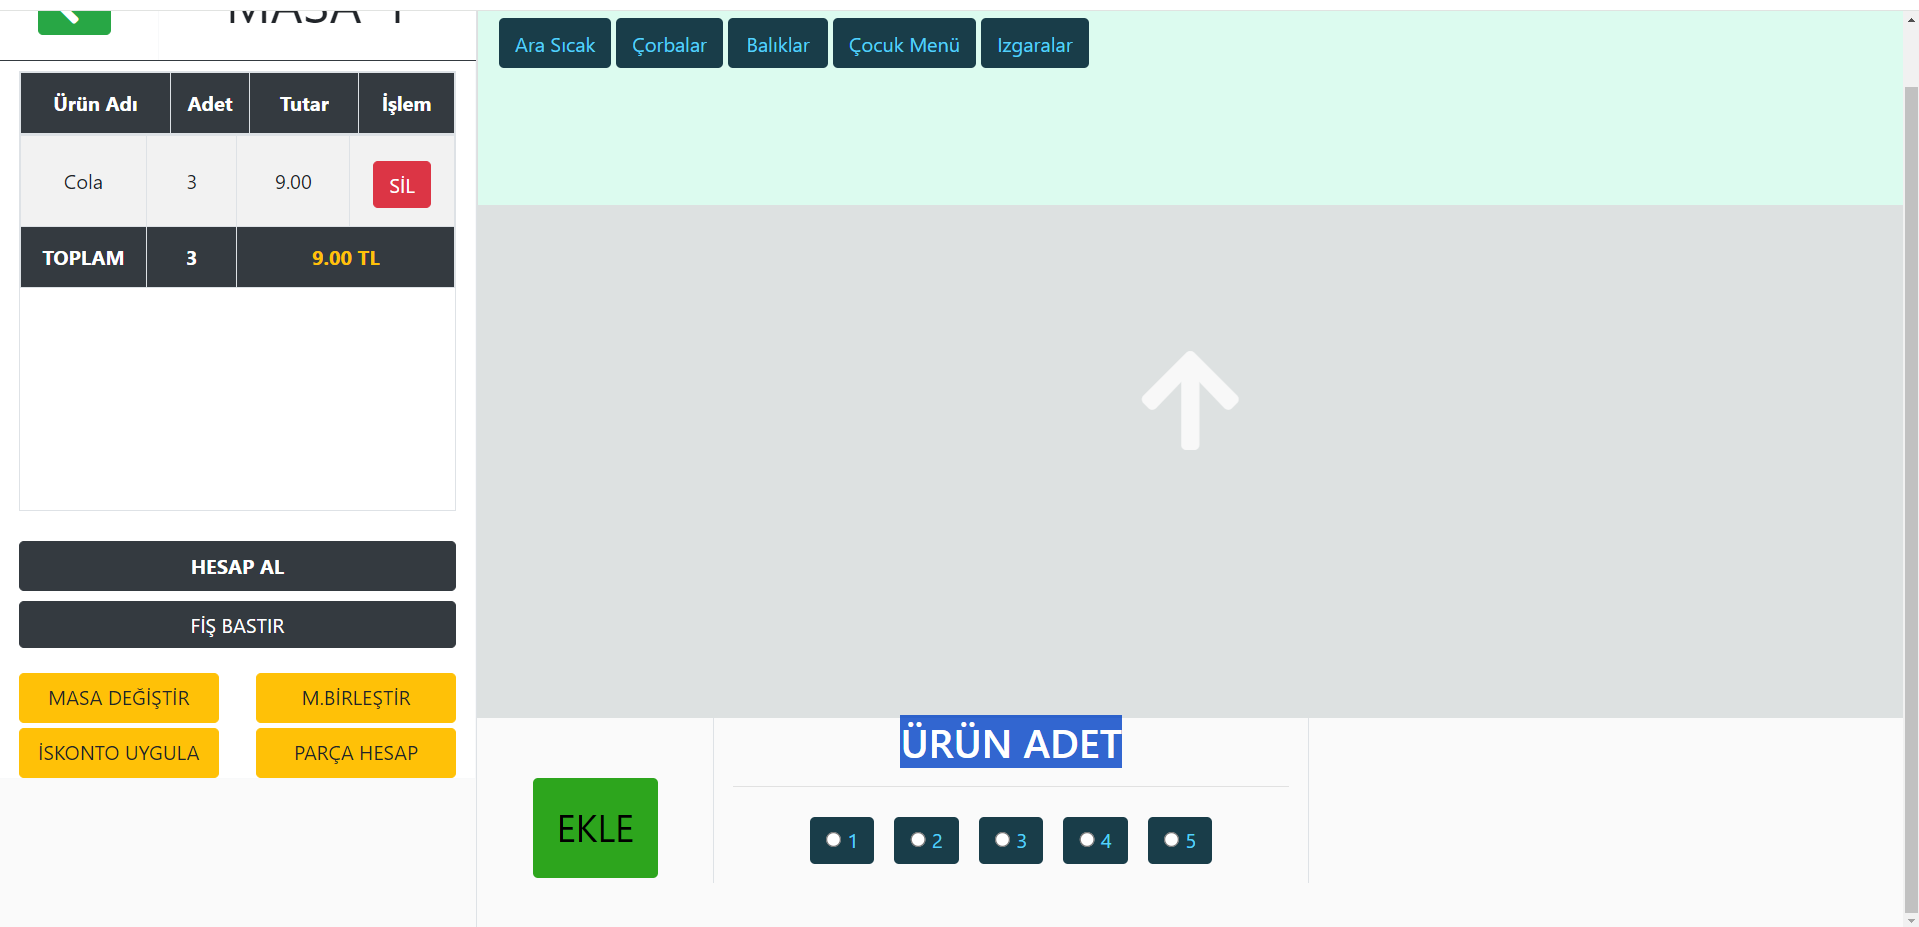 MASA 1
Ara Sıcak Çorbalar Balıklar Çocuk Menü Izgaralar
Ürün Adı Adet Tutar İşlem
Cola 3 9.00 SİL
TOPLAM 3 9.00 TL
HESAP AL
FİŞ BASTIR
MASA DEĞİŞTİR M.BİRLEŞTİR
İSKONTO UYGULA PARÇA HESAP
ÜRÜN ADET
EKLE
1 2 3 4 5